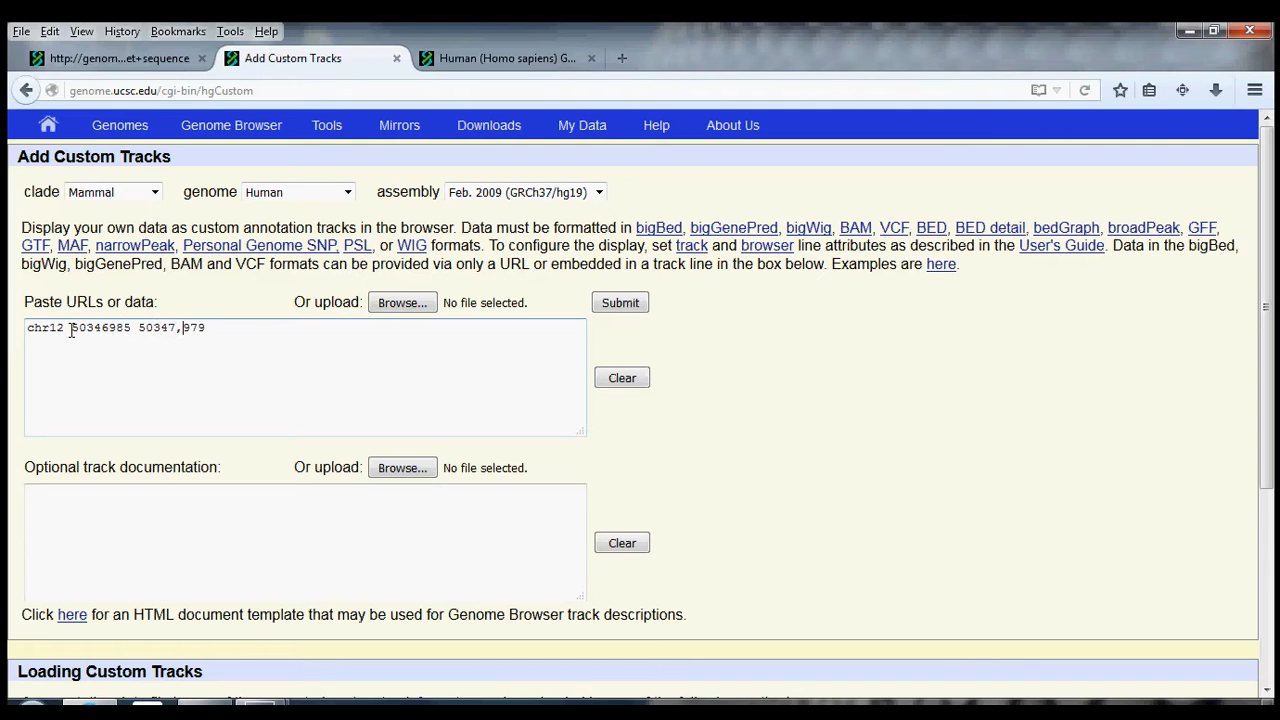 File Edit View History Bookmarks Tools Help
http://genom...et+sequence × Add Custom Tracks × Human (Homo sapiens) G... × +
genome.ucsc.edu/cgi-bin/hgCustom
Genomes Genome Browser Tools Mirrors Downloads My Data Help About Us
Add Custom Tracks
clade Mammal genome Human assembly Feb. 2009 (GRCh37/hg19)
Display your own data as custom annotation tracks in the browser. Data must be formatted in bigBed, bigGenePred, bigWig, BAM, VCF, BED, BED detail, bedGraph, broadPeak, GFF,
GTF, MAF, narrowPeak, Personal Genome SNP, PSL, or WIG formats. To configure the display, set track and browser line attributes as described in the User's Guide. Data in the bigBed,
bigWig, bigGenePred, BAM and VCF formats can be provided via only a URL or embedded in a track line in the box below. Examples are here.
Paste URLs or data: Or upload: Browse... No file selected. Submit
chr12 50346985 50347,979
Clear
Optional track documentation: Or upload: Browse... No file selected.
Clear
Click here for an HTML document template that may be used for Genome Browser track descriptions.
Loading Custom Tracks